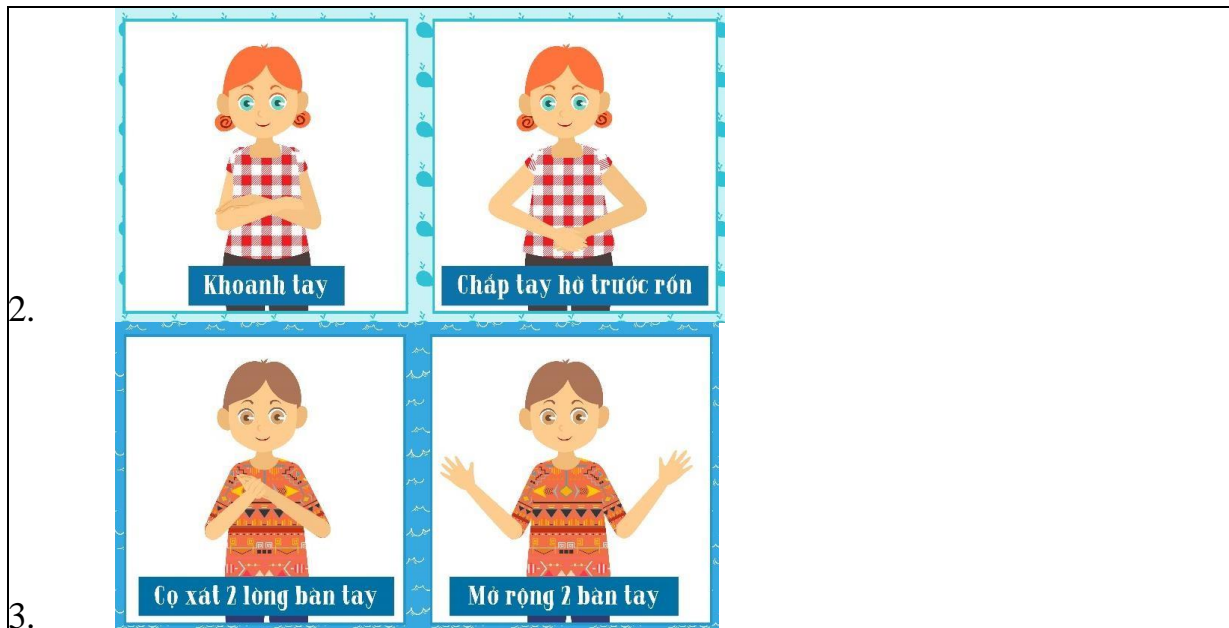 Khoanh tay
Chắp tay hờ trước rốn
2.
Cọ xát 2 lòng bàn tay
Mở rộng 2 bàn tay
3.